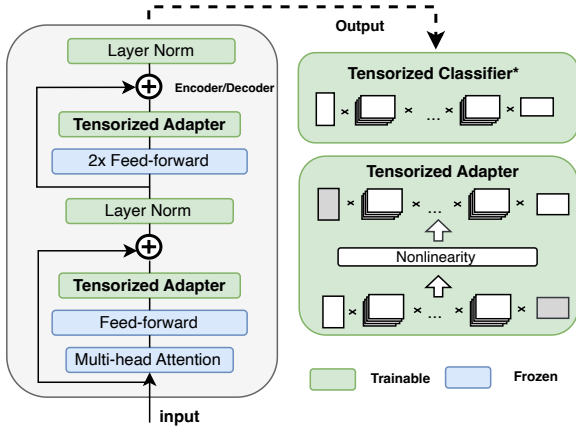 Output
Layer Norm
Encoder/Decoder
Tensorized Adapter
2x Feed-forward
Layer Norm
Tensorized Adapter
Feed-forward
Multi-head Attention
input
Tensorized Classifier*
× × ... × ×
Tensorized Adapter
× × ... × ×
Nonlinearity
× × ... × ×
Trainable
Frozen